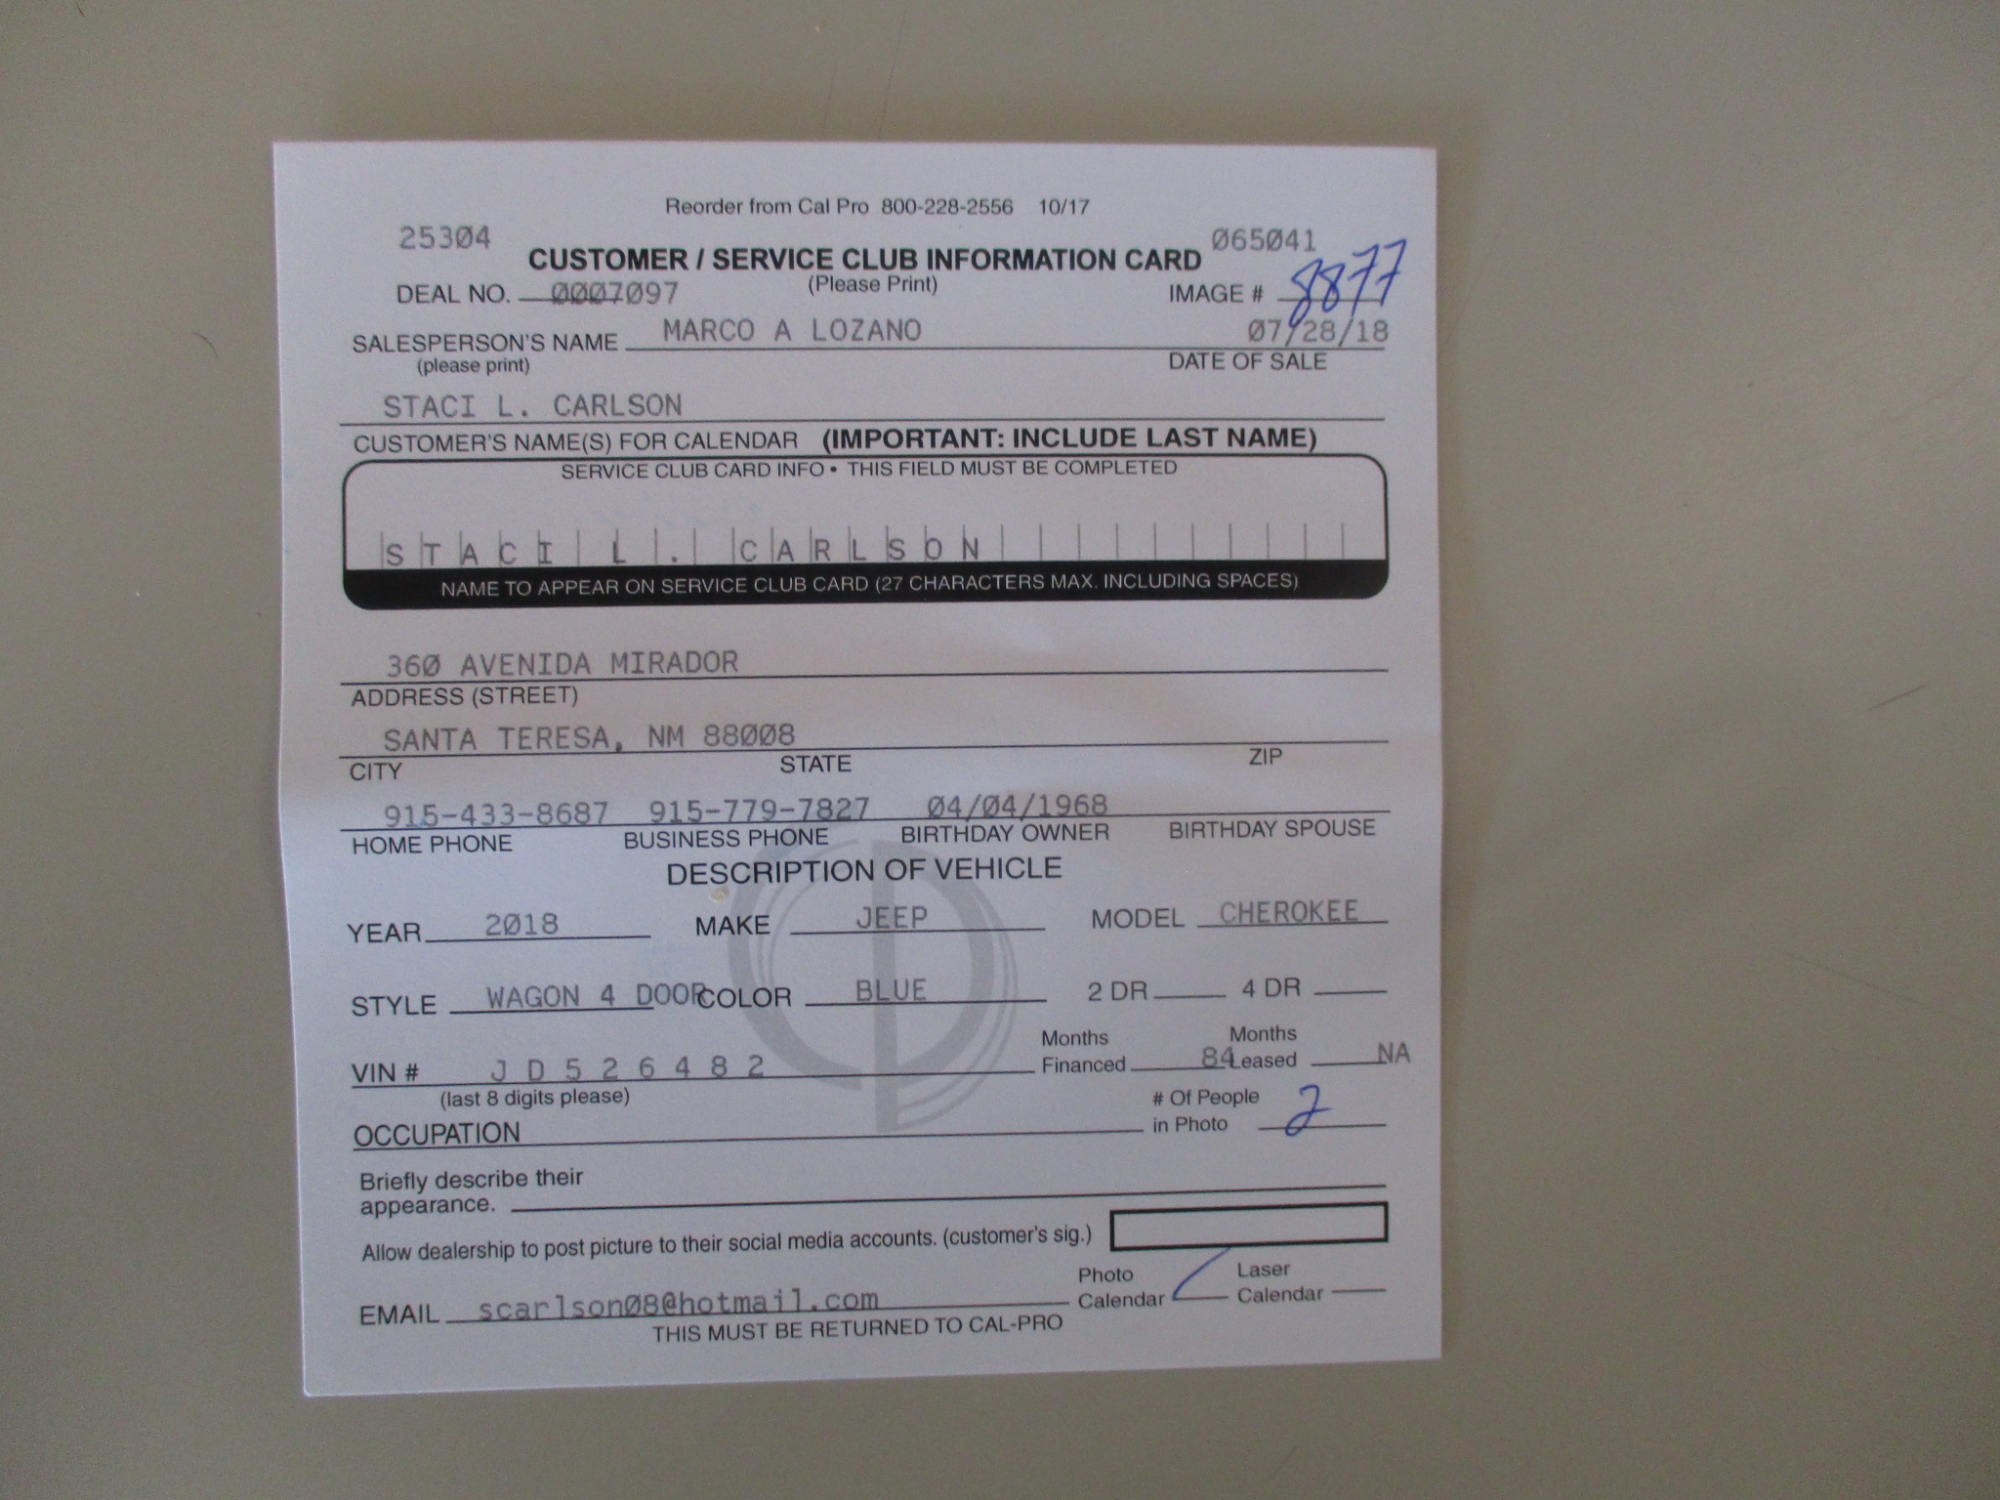 Reorder from Cal Pro 800-228-2556 10/17
25304 065041
CUSTOMER / SERVICE CLUB INFORMATION CARD
(Please Print)
DEAL NO. 0007097 IMAGE # 8877
SALESPERSON'S NAME MARCO A LOZANO 07/28/18
(please print) DATE OF SALE
STACI L. CARLSON
CUSTOMER'S NAME(S) FOR CALENDAR (IMPORTANT: INCLUDE LAST NAME)
SERVICE CLUB CARD INFO • THIS FIELD MUST BE COMPLETED
STACI L. CARLSON
NAME TO APPEAR ON SERVICE CLUB CARD (27 CHARACTERS MAX. INCLUDING SPACES)
360 AVENIDA MIRADOR
ADDRESS (STREET)
SANTA TERESA, NM 88008
CITY STATE ZIP
915-433-8687 915-779-7827 04/04/1968
HOME PHONE BUSINESS PHONE BIRTHDAY OWNER BIRTHDAY SPOUSE
DESCRIPTION OF VEHICLE
YEAR 2018 MAKE JEEP MODEL CHEROKEE
STYLE WAGON 4 DOOR COLOR BLUE 2 DR 4 DR
Months Months
VIN # J D 5 2 6 4 8 2 Financed 84 Leased NA
(last 8 digits please) # Of People
OCCUPATION in Photo 2
Briefly describe their
appearance.
Allow dealership to post picture to their social media accounts. (customer's sig.)
Photo Laser
EMAIL scarlson08@hotmail.com Calendar Calendar
THIS MUST BE RETURNED TO CAL-PRO